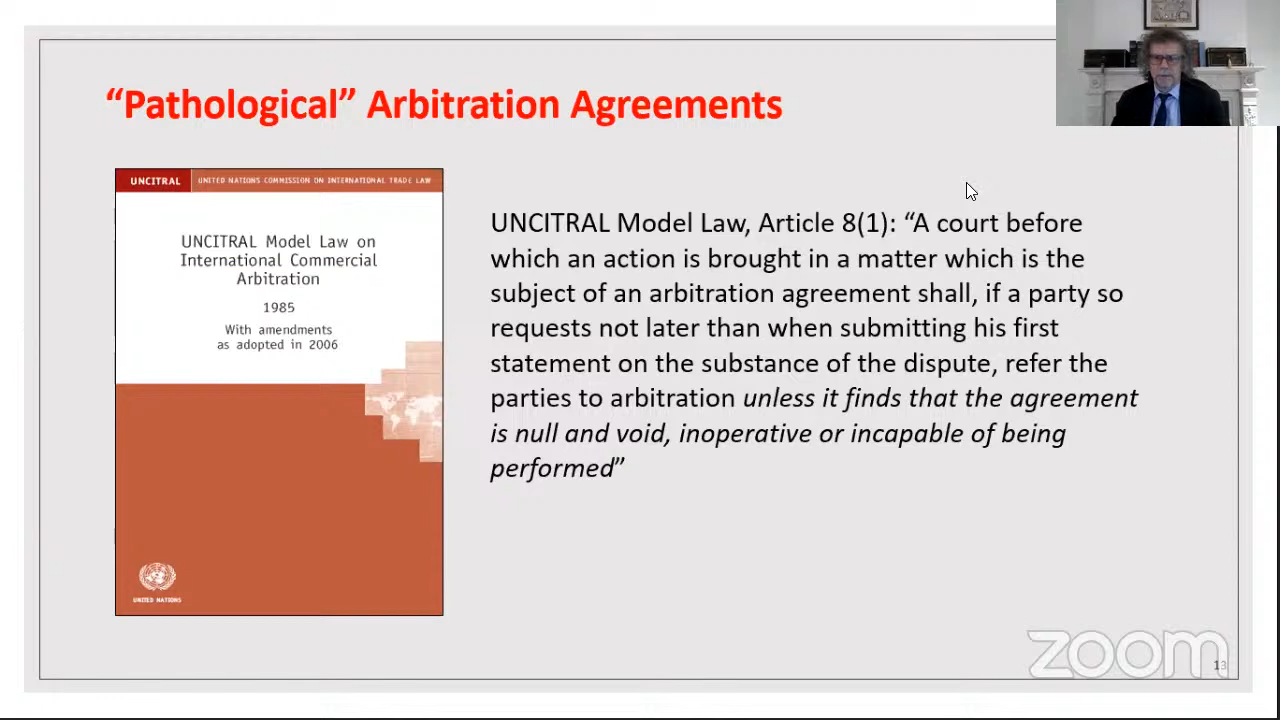 “Pathological” Arbitration Agreements
UNCITRAL
UNITED NATIONS COMMISSION ON INTERNATIONAL TRADE LAW
UNCITRAL Model Law on
International Commercial
Arbitration
1985
With amendments
as adopted in 2006
UNITED NATIONS
UNCITRAL Model Law, Article 8(1): “A court before
which an action is brought in a matter which is the
subject of an arbitration agreement shall, if a party so
requests not later than when submitting his first
statement on the substance of the dispute, refer the
parties to arbitration unless it finds that the agreement
is null and void, inoperative or incapable of being
performed”
zoom
13